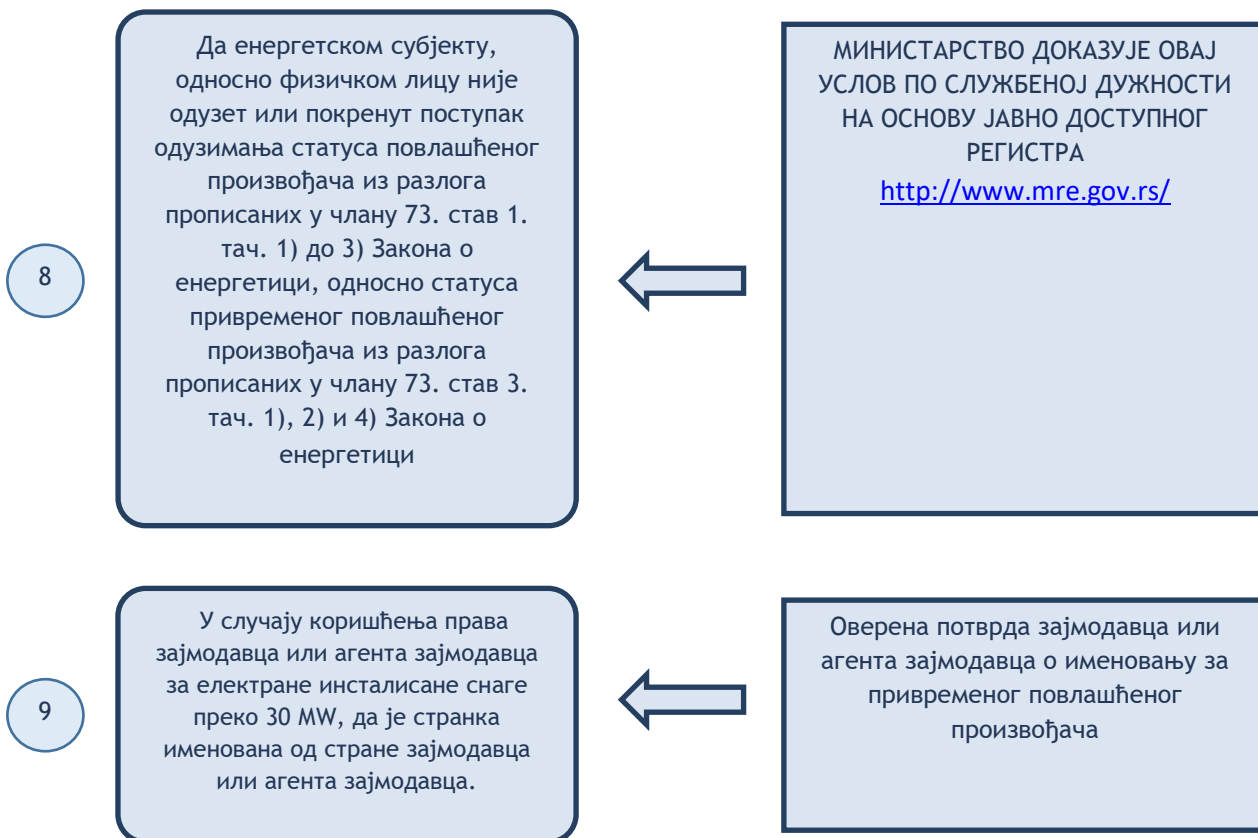 8
Да енергетском субјекту,
односно физичком лицу није
одузет или покренут поступак
одузимања статуса повлашћеног
произвођача из разлога
прописаних у члану 73. став 1.
тач. 1) до 3) Закона о
енергетици, односно статуса
привременог повлашћеног
произвођача из разлога
прописаних у члану 73. став 3.
тач. 1), 2) и 4) Закона о
енергетици
МИНИСТАРСТВО ДОКАЗУЈЕ ОВАЈ
УСЛОВ ПО СЛУЖБЕНОЈ ДУЖНОСТИ
НА ОСНОВУ ЈАВНО ДОСТУПНОГ
РЕГИСТРА
http://www.mre.gov.rs/
9
У случају коришћења права
зајмодавца или агента зајмодавца
за електране инсталисане снаге
преко 30 MW, да је странка
именована од стране зајмодавца
или агента зајмодавца.
Оверена потврда зајмодавца или
агента зајмодавца о именовању за
привременог повлашћеног
произвођача